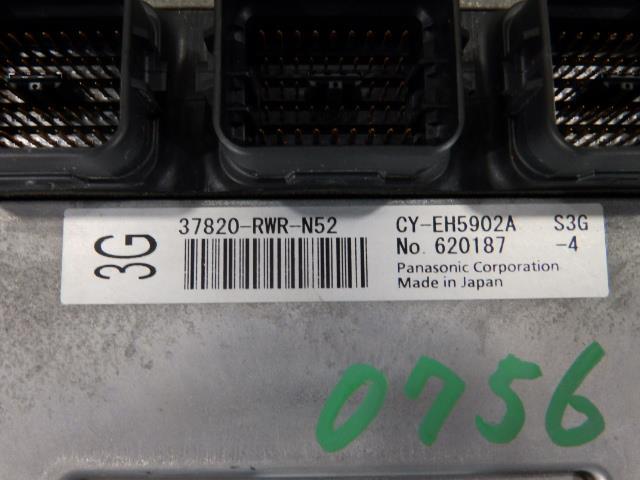 3G
37820-RWR-N52
CY-EH5902A S3G
No. 620187 -4
Panasonic Corporation
Made in Japan
0756